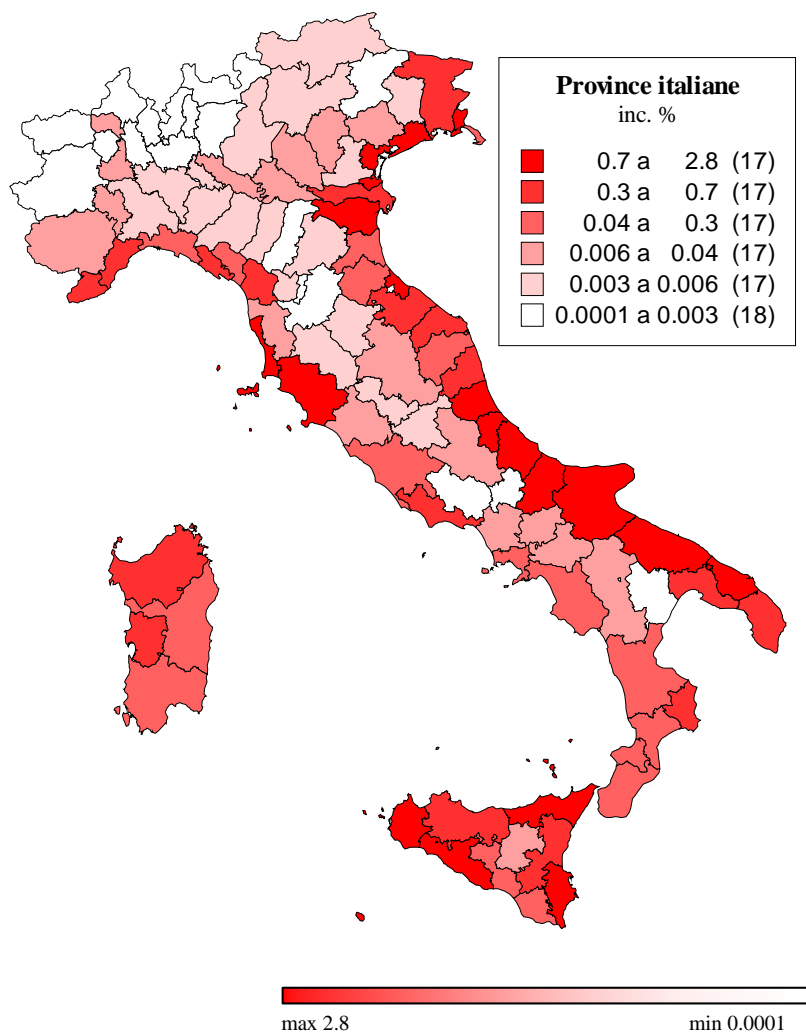 Province italiane
inc. %
0.7 a 2.8 (17)
0.3 a 0.7 (17)
0.04 a 0.3 (17)
0.006 a 0.04 (17)
0.003 a 0.006 (17)
0.0001 a 0.003 (18)
max 2.8 min 0.0001